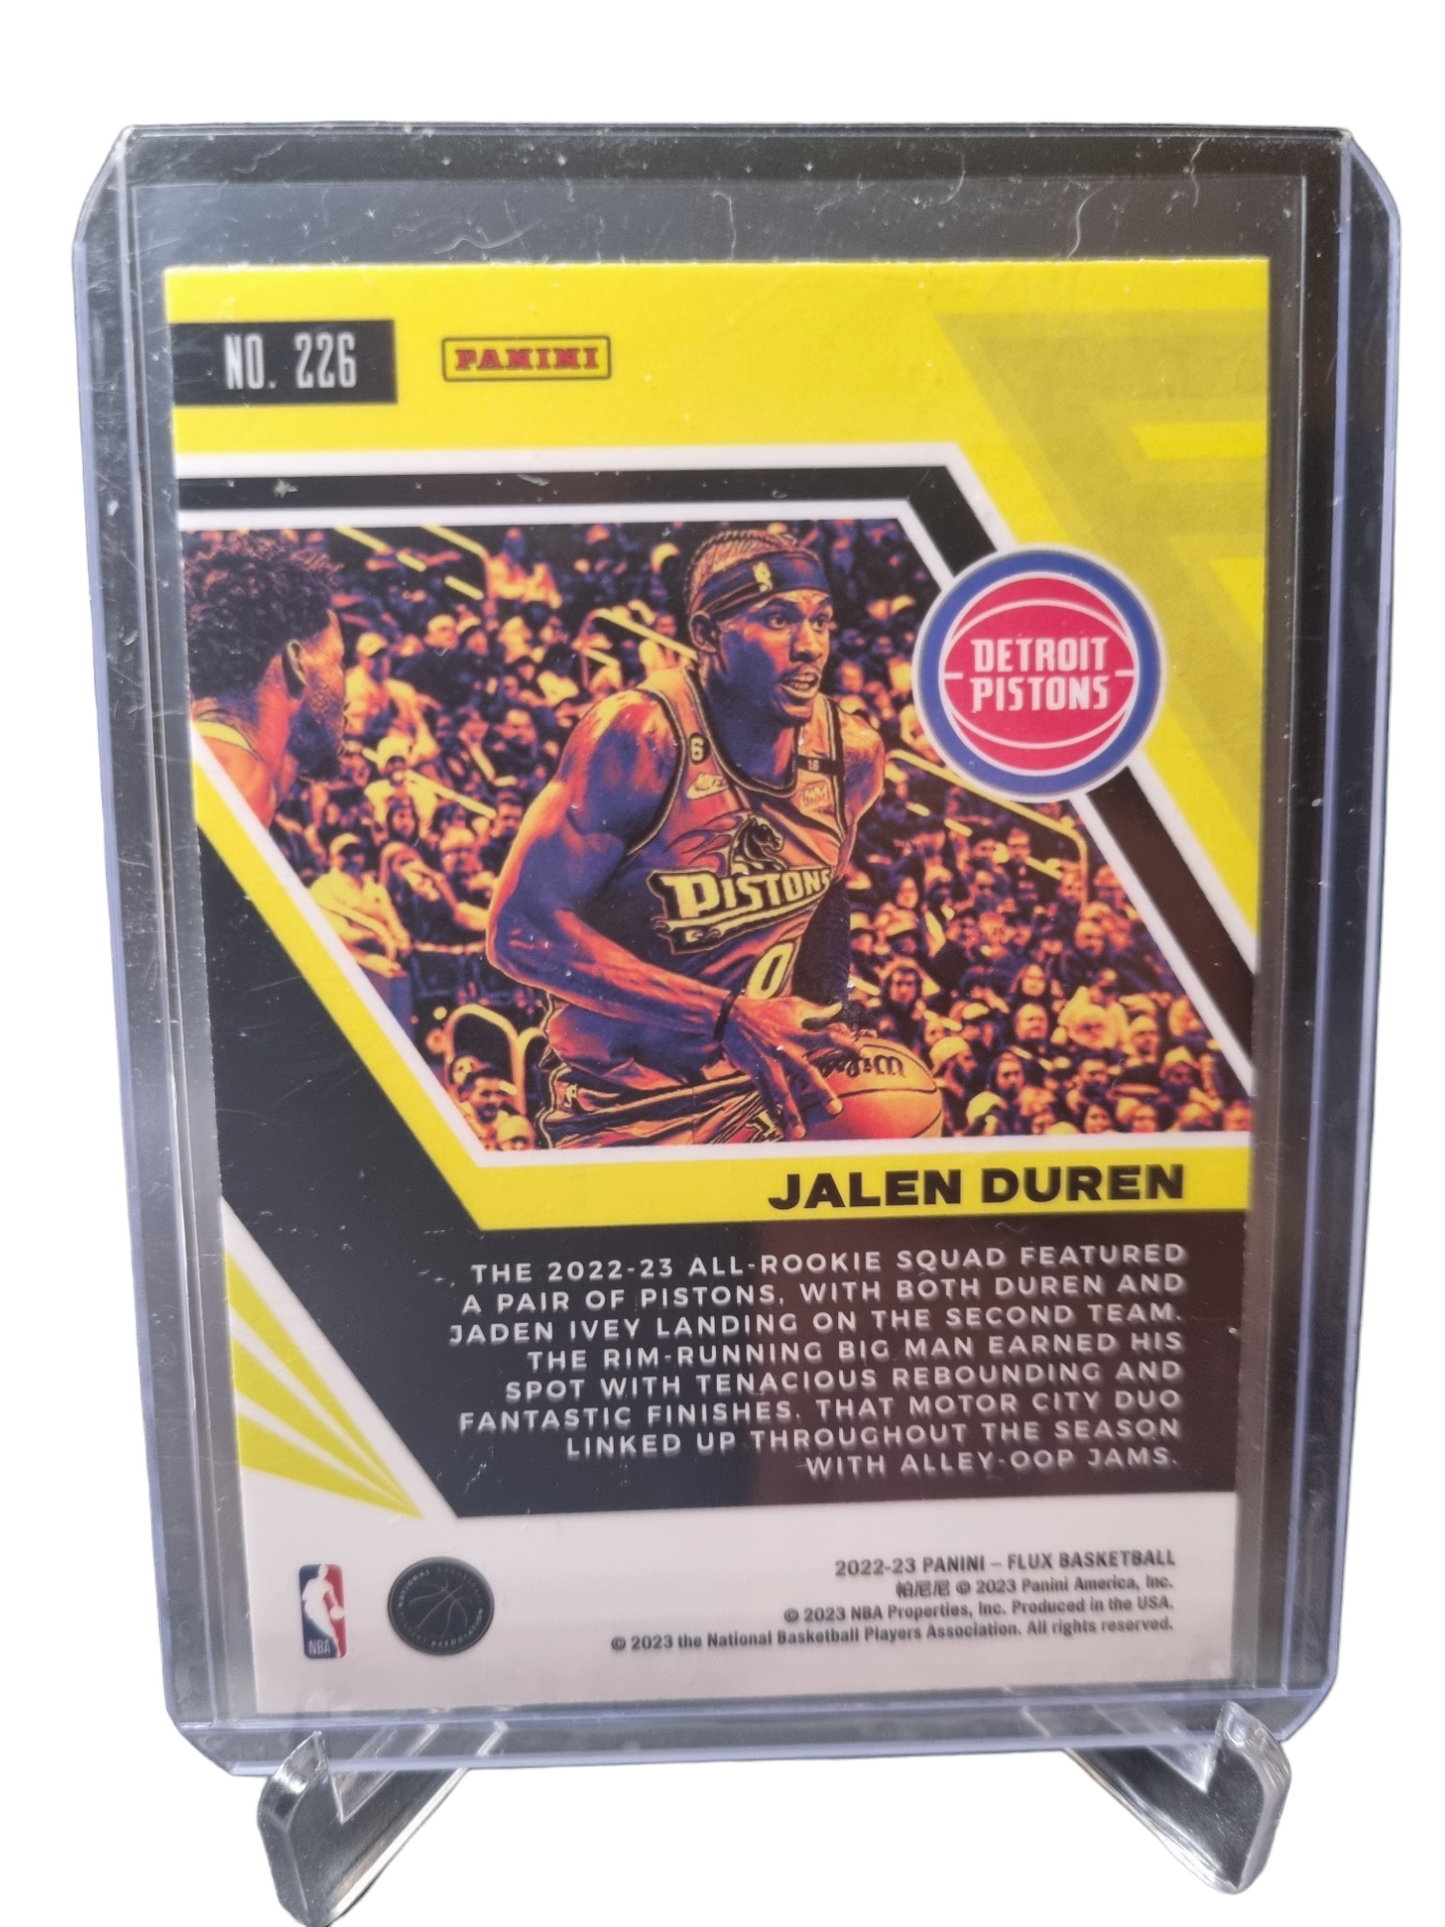 NO. 226
PANINI
DETROIT
PISTONS
6
16
PISTONS
0
Wilson
JALEN DUREN
THE 2022-23 ALL-ROOKIE SQUAD FEATURED
A PAIR OF PISTONS, WITH BOTH DUREN AND
JADEN IVEY LANDING ON THE SECOND TEAM.
THE RIM-RUNNING BIG MAN EARNED HIS
SPOT WITH TENACIOUS REBOUNDING AND
FANTASTIC FINISHES. THAT MOTOR CITY DUO
LINKED UP THROUGHOUT THE SEASON
WITH ALLEY-OOP JAMS.
2022-23 PANINI – FLUX BASKETBALL
帕尼尼 © 2023 Panini America, Inc.
© 2023 NBA Properties, Inc. Produced in the USA.
© 2023 the National Basketball Players Association. All rights reserved.
NBA